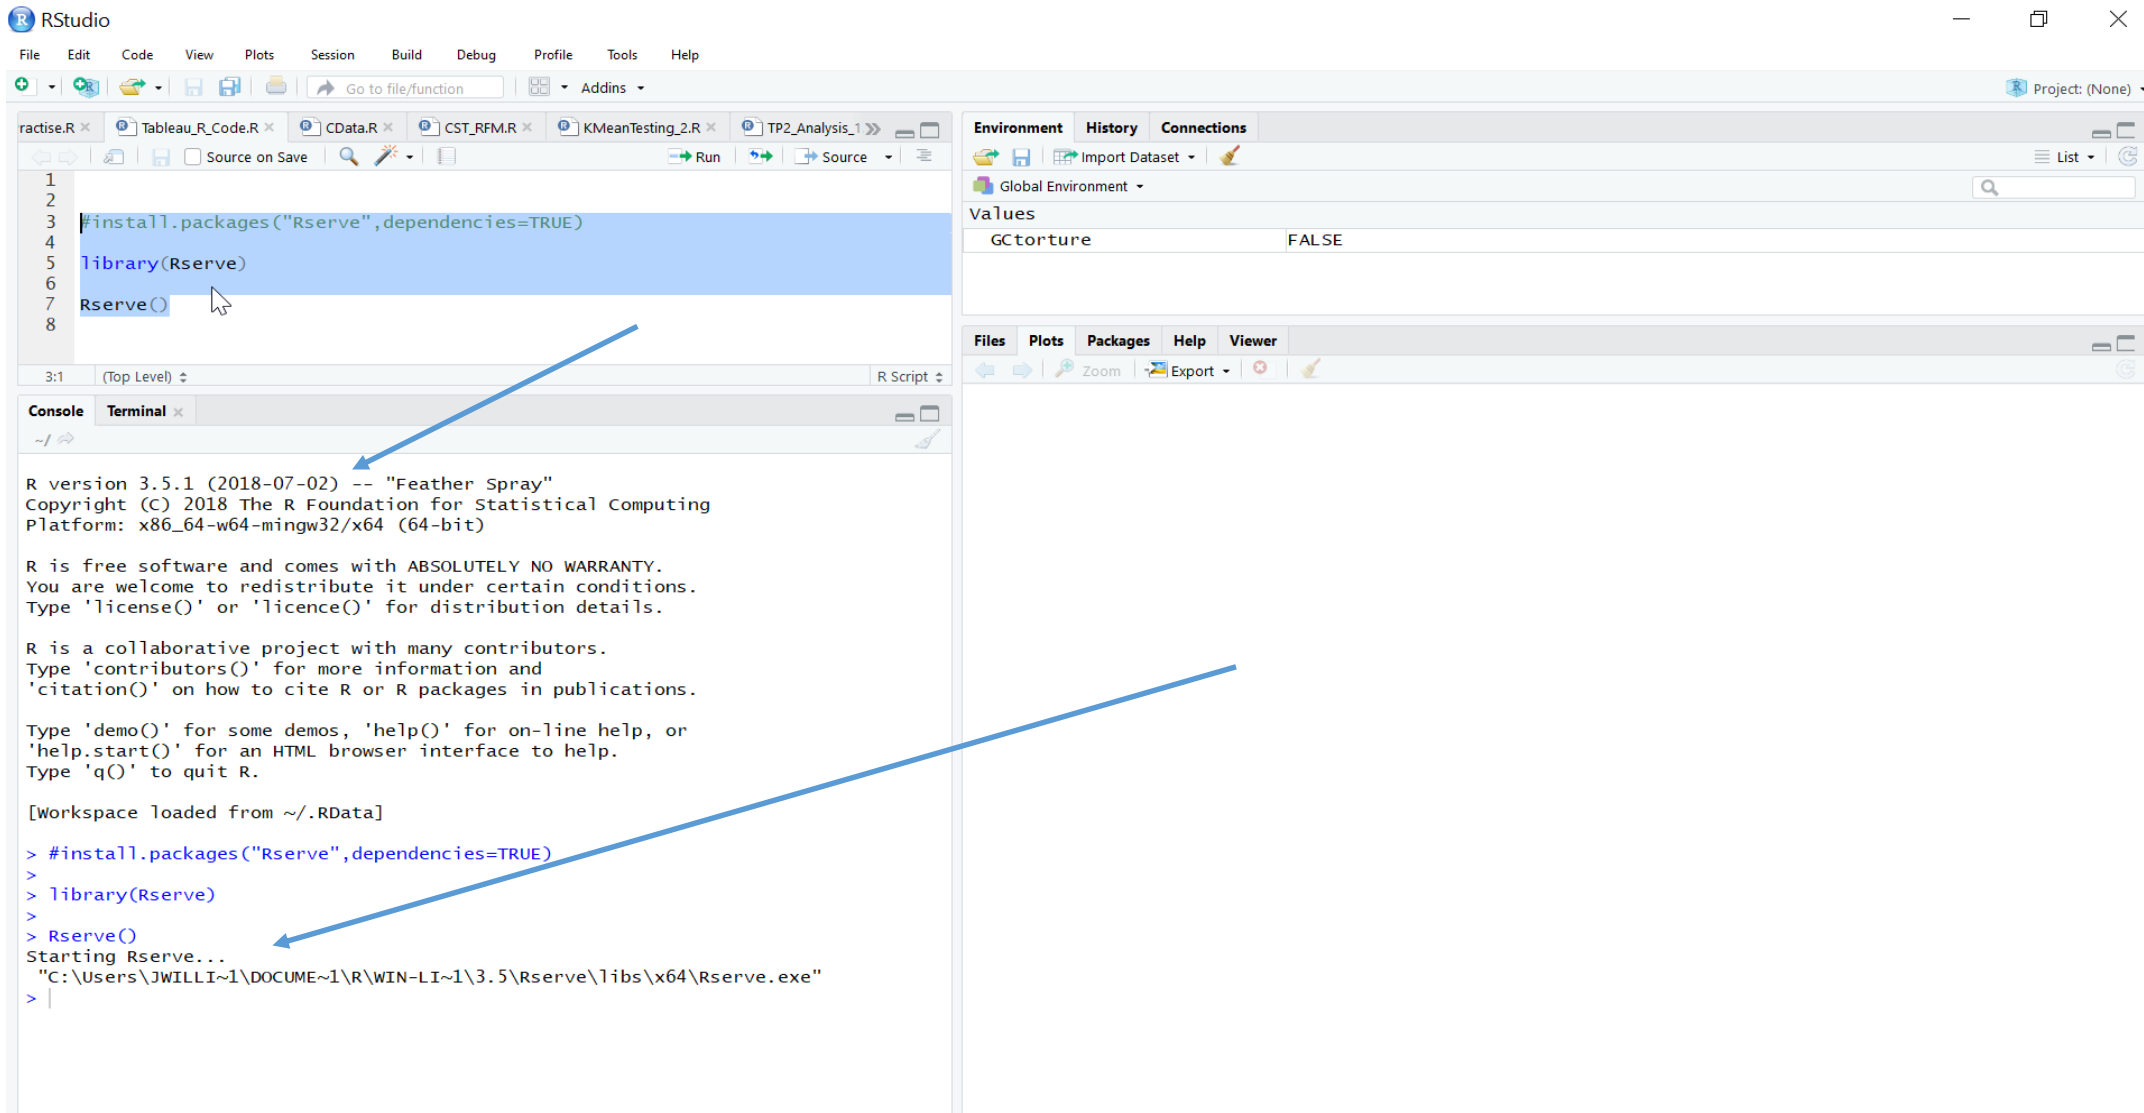 RStudio
File Edit Code View Plots Session Build Debug Profile Tools Help
Go to file/function Addins Project: (None)
ractise.R Tableau_R_Code.R CData.R CST_RFM.R KMeanTesting_2.R TP2_Analysis_1
Source on Save Run Source
1
2
3 #install.packages("Rserve",dependencies=TRUE)
4
5 library(Rserve)
6
7 Rserve()
8
3:1 (Top Level) R Script
Console Terminal
~/
R version 3.5.1 (2018-07-02) -- "Feather Spray"
Copyright (C) 2018 The R Foundation for Statistical Computing
Platform: x86_64-w64-mingw32/x64 (64-bit)
R is free software and comes with ABSOLUTELY NO WARRANTY.
You are welcome to redistribute it under certain conditions.
Type 'license()' or 'licence()' for distribution details.
R is a collaborative project with many contributors.
Type 'contributors()' for more information and
'citation()' on how to cite R or R packages in publications.
Type 'demo()' for some demos, 'help()' for on-line help, or
'help.start()' for an HTML browser interface to help.
Type 'q()' to quit R.
[Workspace loaded from ~/.RData]
> #install.packages("Rserve",dependencies=TRUE)
>
> library(Rserve)
>
> Rserve()
Starting Rserve...
"C:\Users\JWILLI~1\DOCUME~1\R\WIN-LI~1\3.5\Rserve\libs\x64\Rserve.exe"
>
Environment History Connections
Import Dataset List
Global Environment
Values
GCtorture FALSE
Files Plots Packages Help Viewer
Zoom Export